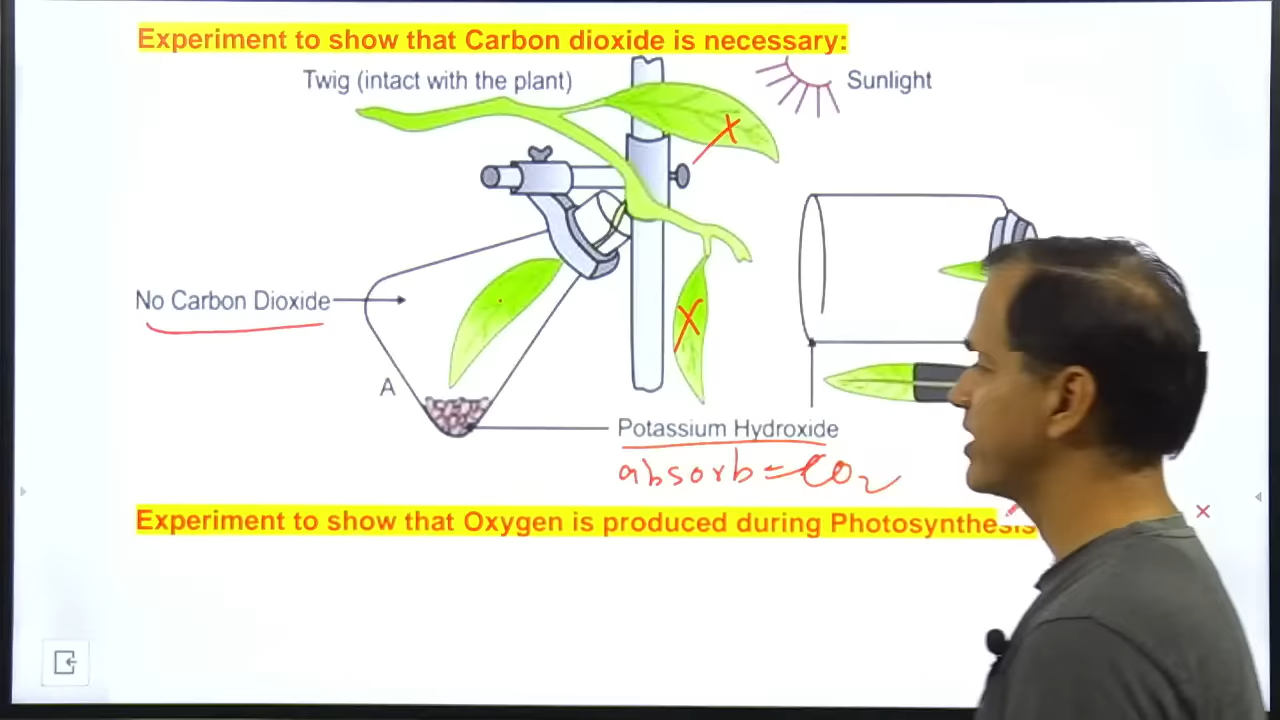 Experiment to show that Carbon dioxide is necessary:
Twig (intact with the plant)
Sunlight
X
No Carbon Dioxide
X
A
Potassium Hydroxide
absorb = CO2
Experiment to show that Oxygen is produced during Photosynthesis